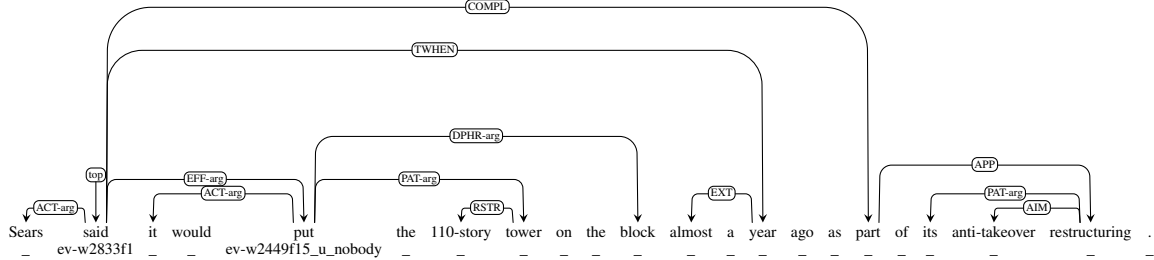 COMPL
TWHEN
DPHR-arg
top
APP
EFF-arg
PAT-arg
ACT-arg
EXT
PAT-arg
ACT-arg
RSTR
AIM
Sears said it would put the 110-story tower on the block almost a year ago as part of its anti-takeover restructuring .
_ ev-w2833f1 _ _ ev-w2449f15_u_nobody _ _ _ _ _ _ _ _ _ _ _ _ _ _ _ _ _